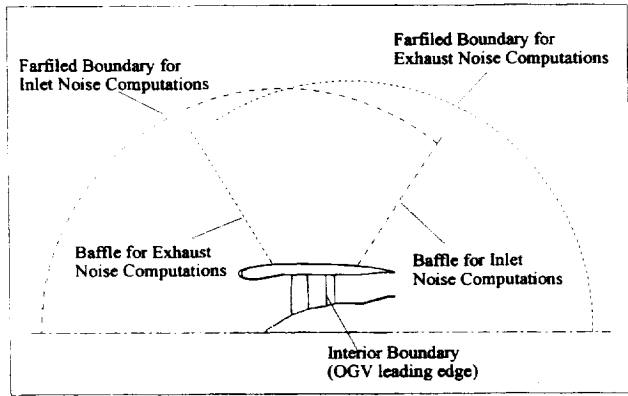 Farfiled Boundary for
Inlet Noise Computations
Farfiled Boundary for
Exhaust Noise Computations
Baffle for Exhaust
Noise Computations
Baffle for Inlet
Noise Computations
Interior Boundary
(OGV leading edge)